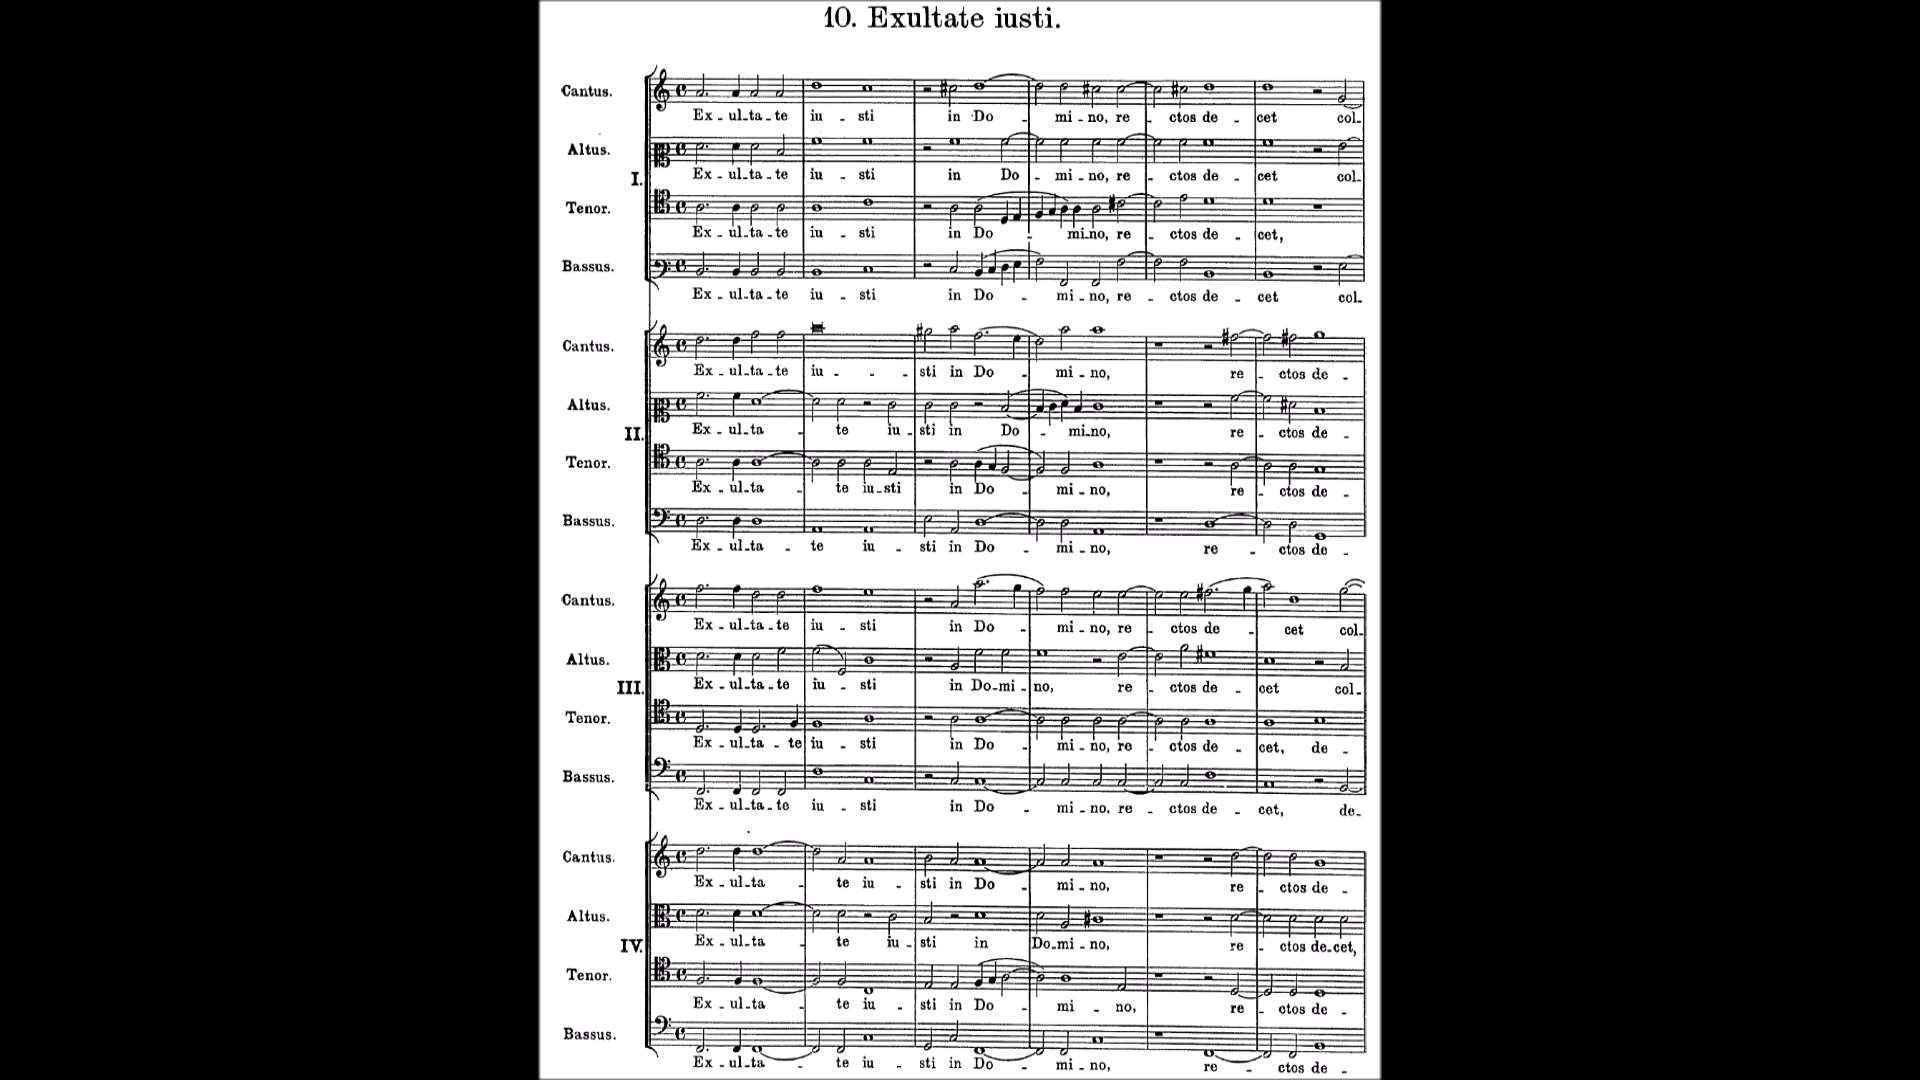 10. Exultate iusti.
Cantus.
Ex - ul - ta - te iu - sti in Do - mi - no, re - ctos de - cet col-
Altus.
Ex - ul - ta - te iu - sti in Do - mi - no, re - ctos de - cet col-
I.
Tenor.
Ex - ul - ta - te iu - sti in Do - mi - no, re - ctos de - cet,
Bassus.
Ex - ul - ta - te iu - sti in Do - mi - no, re - ctos de - cet col-
Cantus.
Ex - ul - ta - te iu - - - sti in Do - mi - no, re - ctos de -
Altus.
Ex - ul - ta - te iu - sti in Do - mi - no, re - ctos de -
II.
Tenor.
Ex - ul - ta - te iu - sti in Do - mi - no, re - ctos de -
Bassus.
Ex - ul - ta - te iu - sti in Do - mi - no, re - ctos de -
Cantus.
Ex - ul - ta - te iu - sti in Do - mi - no, re - ctos de - cet col-
Altus.
Ex - ul - ta - te iu - sti in Do - mi - no, re - ctos de - cet col-
III.
Tenor.
Ex - ul - ta - te iu - sti in Do - mi - no, re - ctos de - cet, de -
Bassus.
Ex - ul - ta - te iu - sti in Do - mi - no, re - ctos de - cet, de-
Cantus.
Ex - ul - ta - te iu - sti in Do - mi - no, re - ctos de -
Altus.
Ex - ul - ta - te iu - sti in Do - mi - no, re - ctos de - cet,
IV.
Tenor.
Ex - ul - ta - te iu - sti in Do - mi - no, re - ctos de -
Bassus.
Ex - ul - ta - te iu - sti in Do - mi - no, re - ctos de -